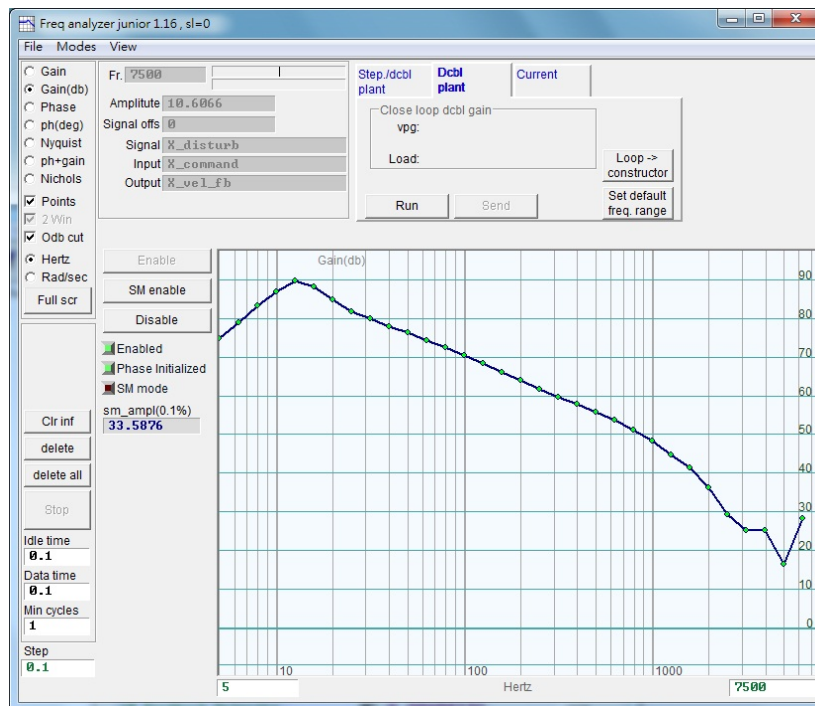 Freq analyzer junior 1.16 , sl=0
File Modes View
Gain
Gain(db)
Phase
ph(deg)
Nyquist
ph+gain
Nichols
Points
2 Win
Odb cut
Hertz
Rad/sec
Full scr
Fr. 7500
Amplitute 10.6066
Signal offs 0
Signal X_disturb
Input X_command
Output X_vel_fb
Step./dcbl plant
Dcbl plant
Current
Close loop dcbl gain
vpg:
Load:
Loop -> constructor
Run
Send
Set default freq. range
Enable
SM enable
Disable
Enabled
Phase Initialized
SM mode
sm_ampl(0.1%)
33.5876
Clr inf
delete
delete all
Stop
Idle time
0.1
Data time
0.1
Min cycles
1
Step
0.1
Gain(db)
90
80
70
60
50
40
30
20
10
0
10 100 1000
5 Hertz 7500